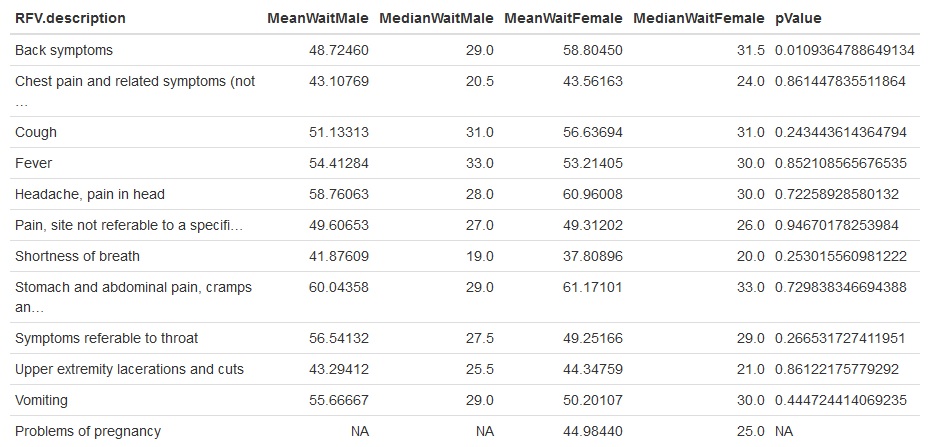 RFV.description MeanWaitMale MedianWaitMale MeanWaitFemale MedianWaitFemale pValue
Back symptoms 48.72460 29.0 58.80450 31.5 0.0109364788649134
Chest pain and related symptoms (not 43.10769 20.5 43.56163 24.0 0.861447835511864
…
Cough 51.13313 31.0 56.63694 31.0 0.243443614364794
Fever 54.41284 33.0 53.21405 30.0 0.852108565676535
Headache, pain in head 58.76063 28.0 60.96008 30.0 0.72258928580132
Pain, site not referable to a specifi… 49.60653 27.0 49.31202 26.0 0.94670178253984
Shortness of breath 41.87609 19.0 37.80896 20.0 0.253015560981222
Stomach and abdominal pain, cramps 60.04358 29.0 61.17101 33.0 0.729838346694388
an…
Symptoms referable to throat 56.54132 27.5 49.25166 29.0 0.266531727411951
Upper extremity lacerations and cuts 43.29412 25.5 44.34759 21.0 0.86122175779292
Vomiting 55.66667 29.0 50.20107 30.0 0.444724414069235
Problems of pregnancy NA NA 44.98440 25.0 NA